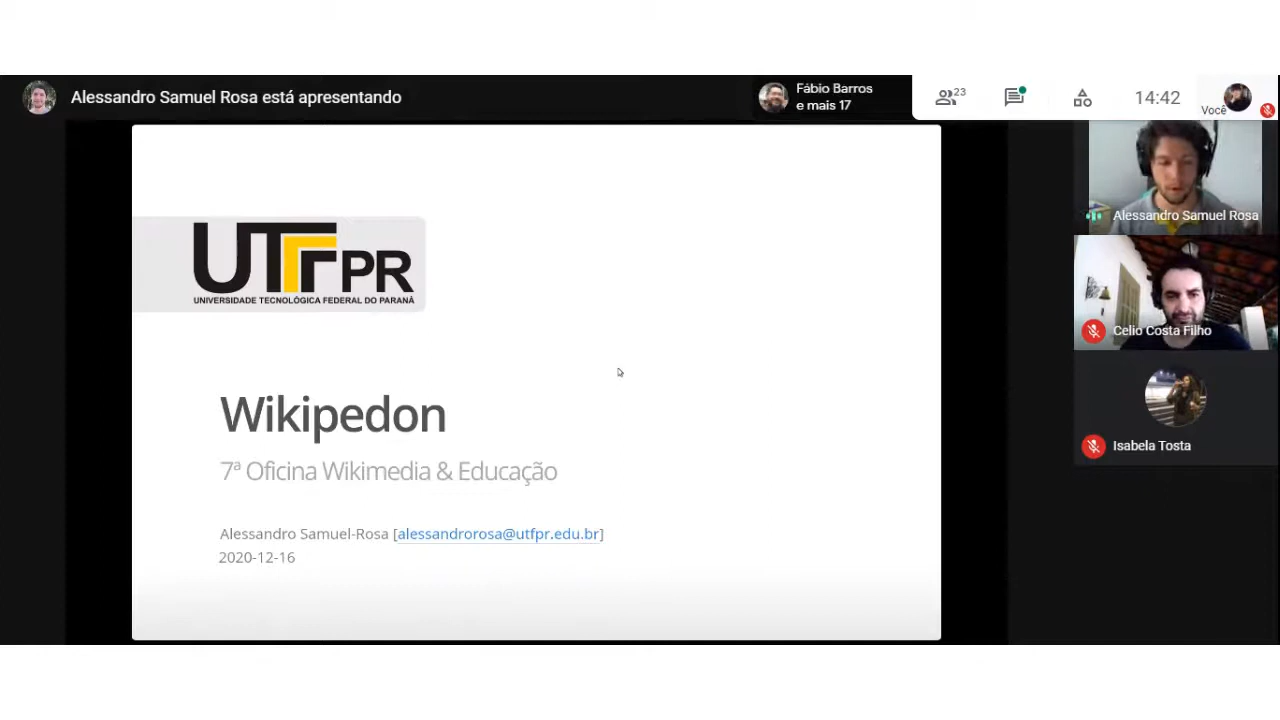 Alessandro Samuel Rosa está apresentando
Fábio Barros
e mais 17
23
14:42
Você
Alessandro Samuel Rosa
Celio Costa Filho
Isabela Tosta
UTFPR
UNIVERSIDADE TECNOLÓGICA FEDERAL DO PARANÁ
Wikipedon
7ª Oficina Wikimedia & Educação
Alessandro Samuel-Rosa [alessandrorosa@utfpr.edu.br]
2020-12-16